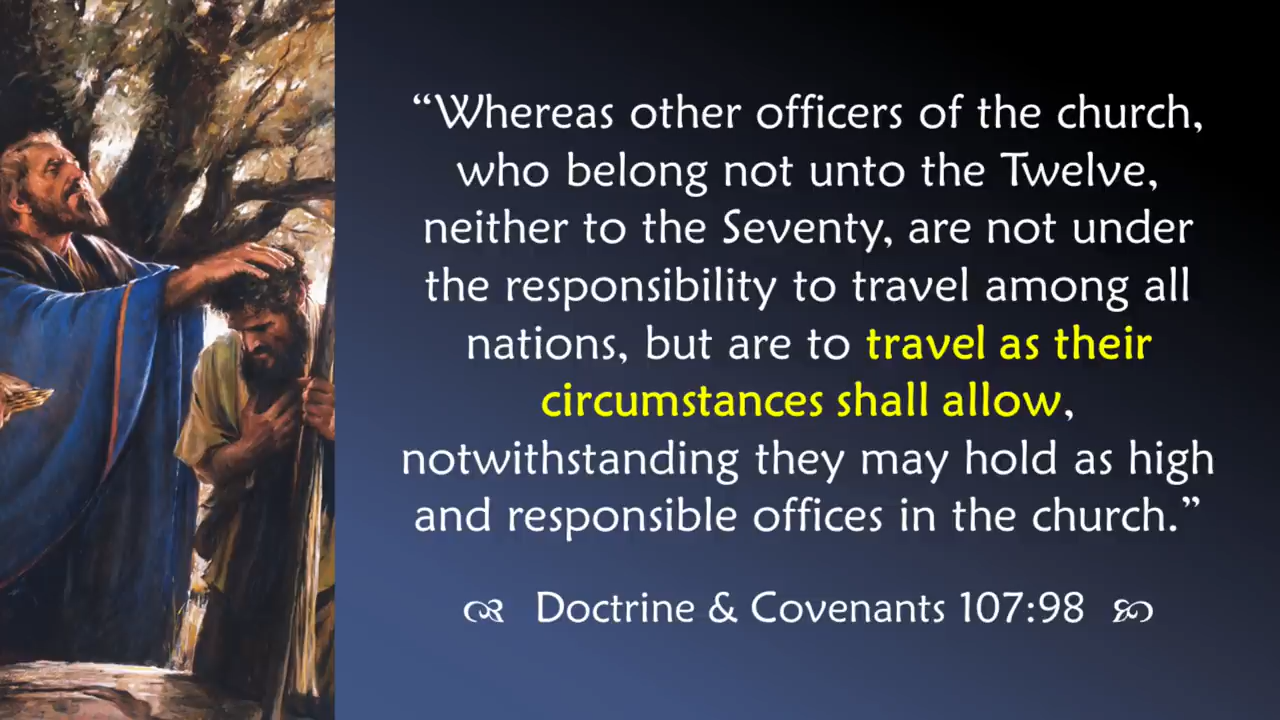 “Whereas other officers of the church,
who belong not unto the Twelve,
neither to the Seventy, are not under
the responsibility to travel among all
nations, but are to travel as their
circumstances shall allow,
notwithstanding they may hold as high
and responsible offices in the church.”
Doctrine & Covenants 107:98